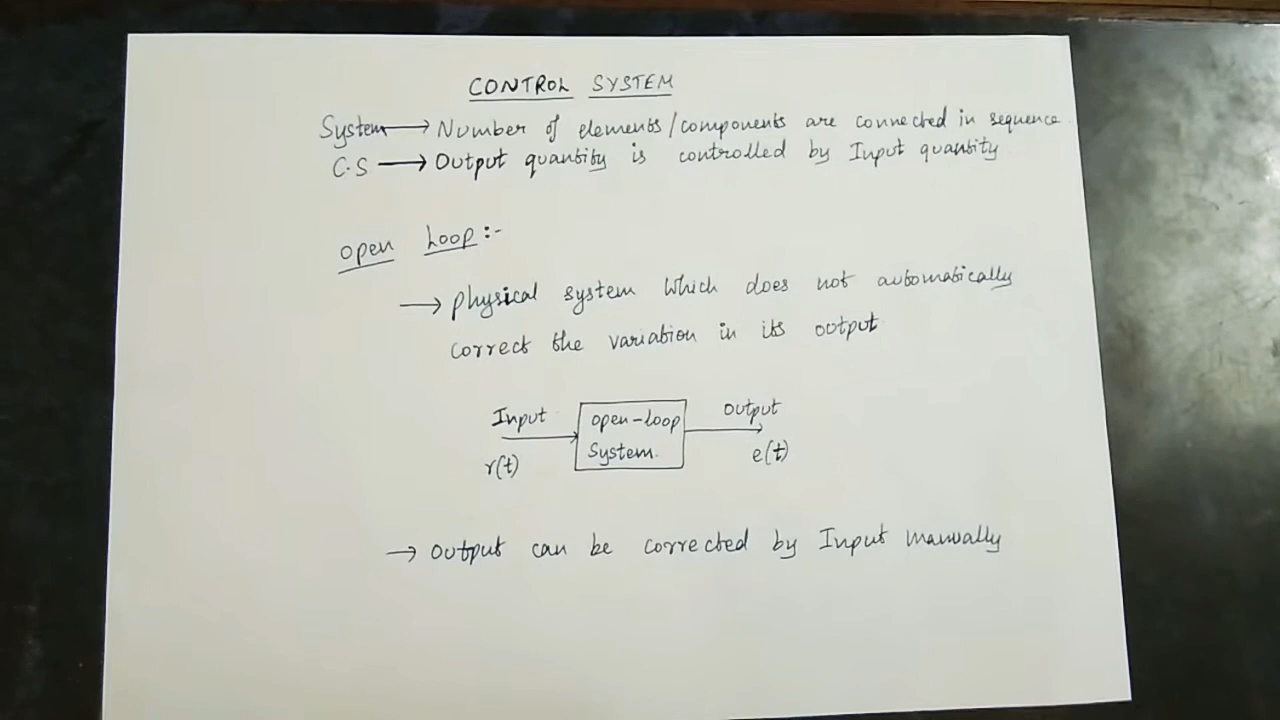 CONTROL SYSTEM
System → Number of elements/components are connected in sequence
C.S → Output quantity is controlled by Input quantity
open Loop:-
→ physical system which does not automatically
correct the variation in its output
Input
open-loop
System.
Output
r(t)
e(t)
→ output can be corrected by Input manually